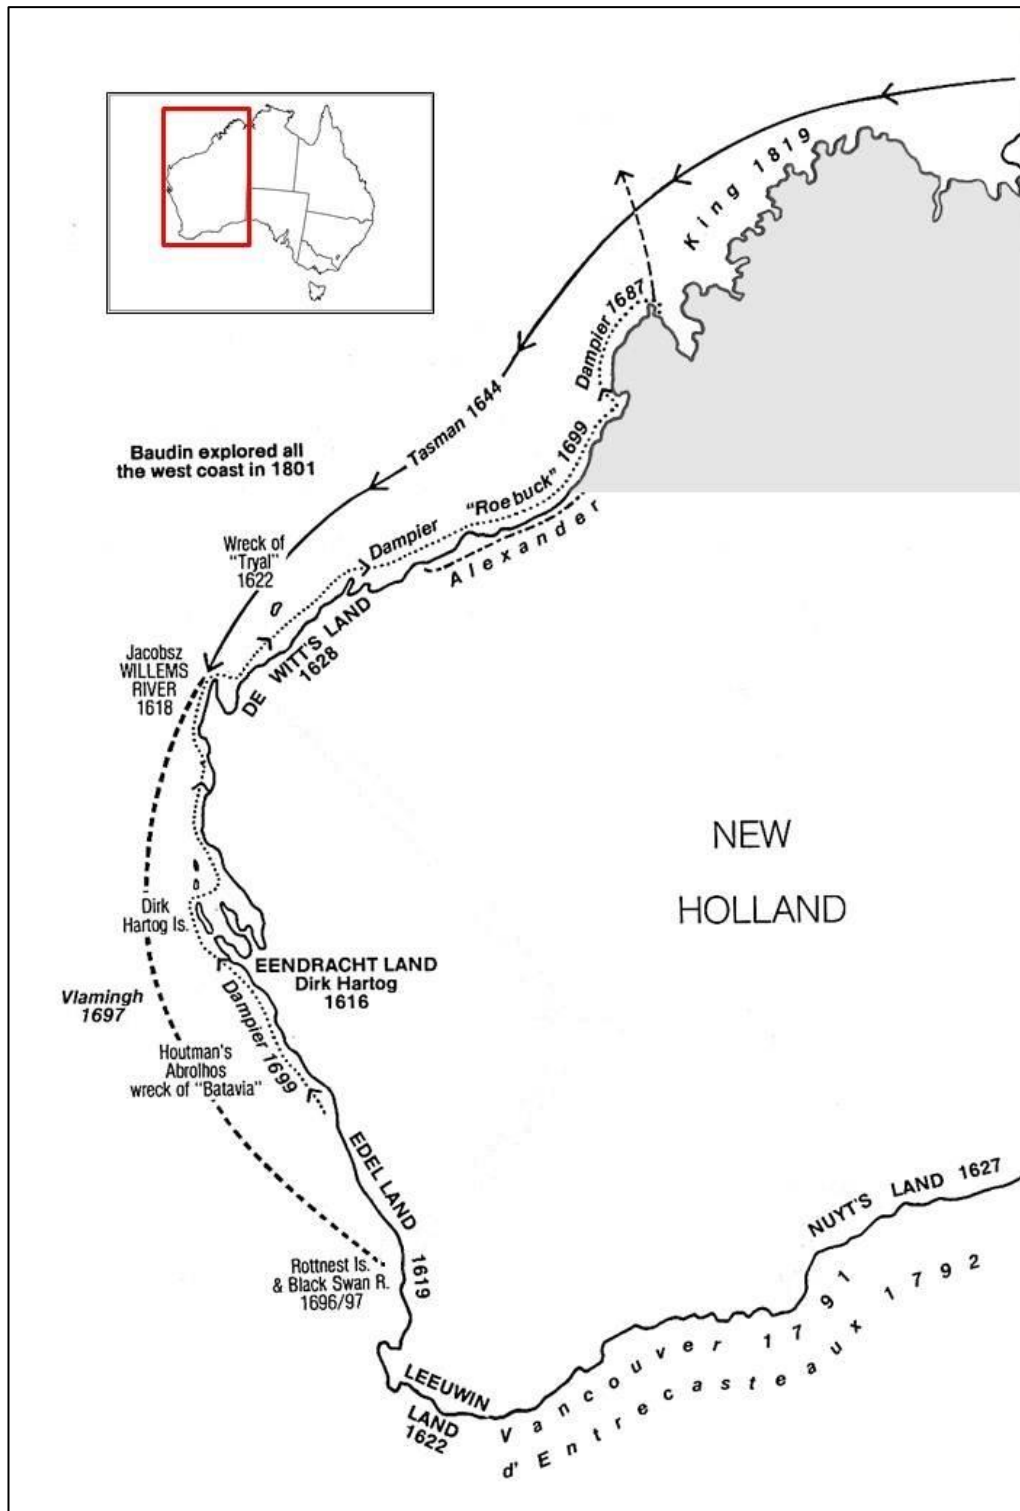 King 1819
Dampier 1687
Tasman 1644
Baudin explored all
the west coast in 1801
Dampier "Roebuck" 1699
Alexander
Wreck of
"Tryal"
1622
DE WITT'S LAND
1628
Jacobsz
WILLEMS
RIVER
1618
NEW
HOLLAND
Dirk
Hartog Is.
EENDRACHT LAND
Dirk Hartog
1616
Vlamingh
1697
Dampier 1699
Houtman's
Abrolhos
wreck of "Batavia"
EDEL LAND 1619
NUYT'S LAND 1627
Rottnest Is.
& Black Swan R.
1696/97
Vancouver 1791
d'Entrecasteaux 1792
LEEUWIN
LAND
1622